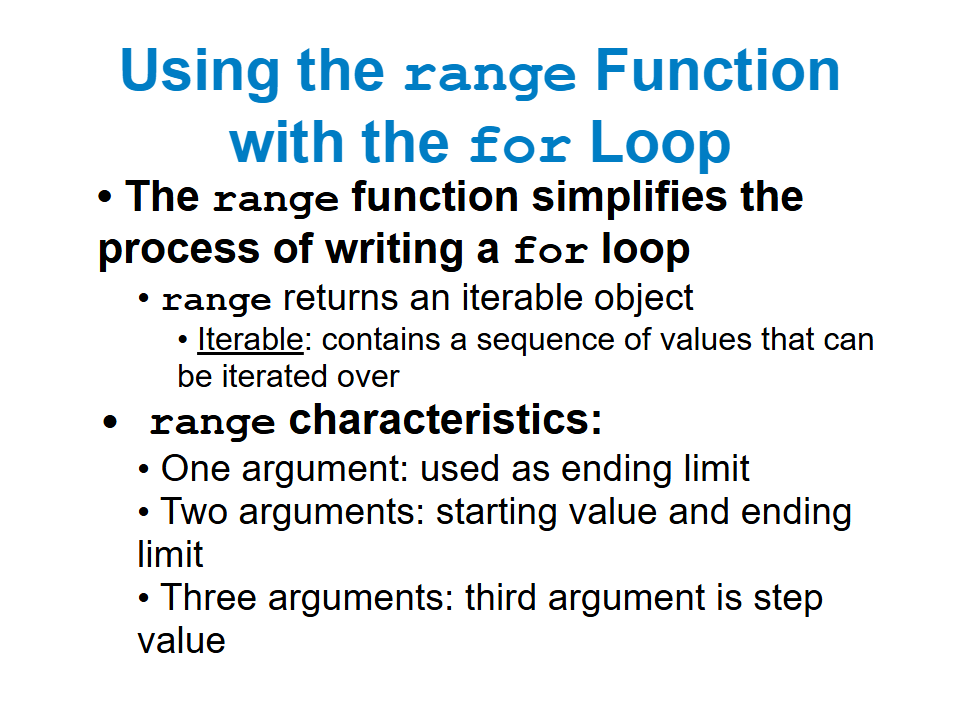 Using the range Function
with the for Loop
• The range function simplifies the
process of writing a for loop
• range returns an iterable object
• Iterable: contains a sequence of values that can
be iterated over
• range characteristics:
• One argument: used as ending limit
• Two arguments: starting value and ending
limit
• Three arguments: third argument is step
value